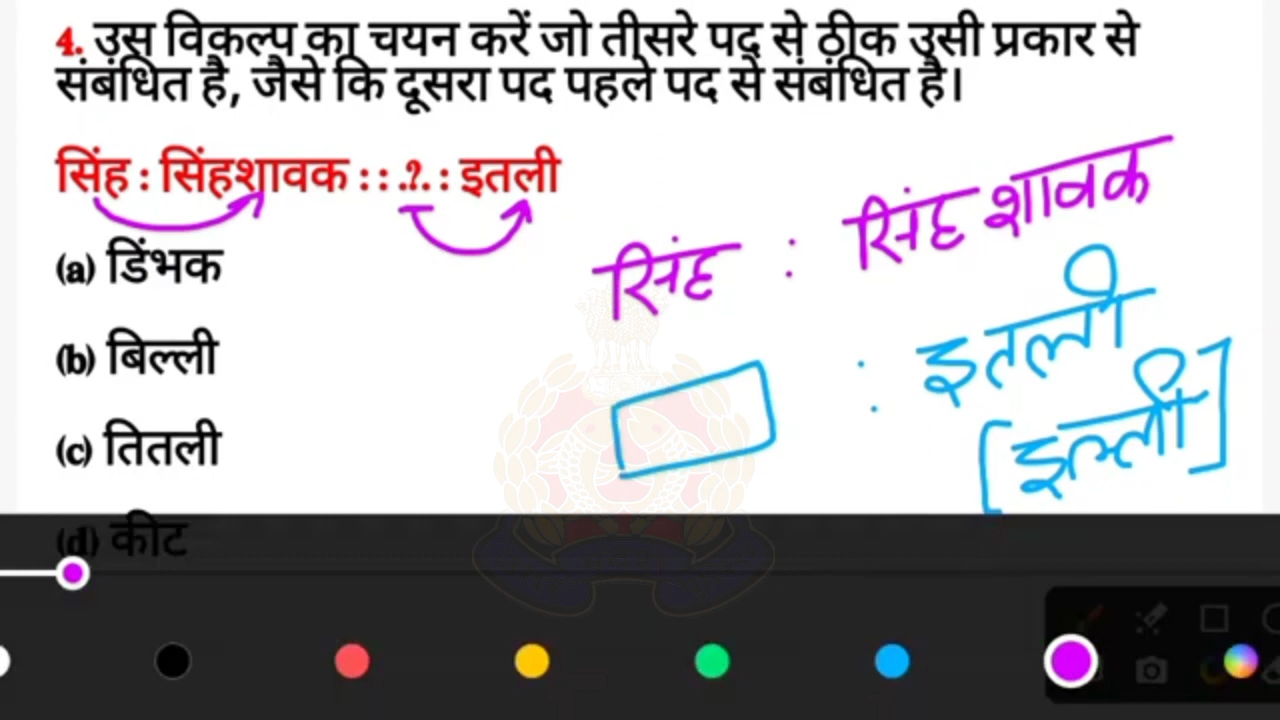 4. उस विकल्प का चयन करें जो तीसरे पद से ठीक उसी प्रकार से
संबंधित है, जैसे कि दूसरा पद पहले पद से संबंधित है।
सिंह : सिंहशावक : : .?. : इतली
सिंह : सिंह शावक
(a) डिंभक
: इतली
(b) बिल्ली
[इल्ली]
(c) तितली
(d) कीट